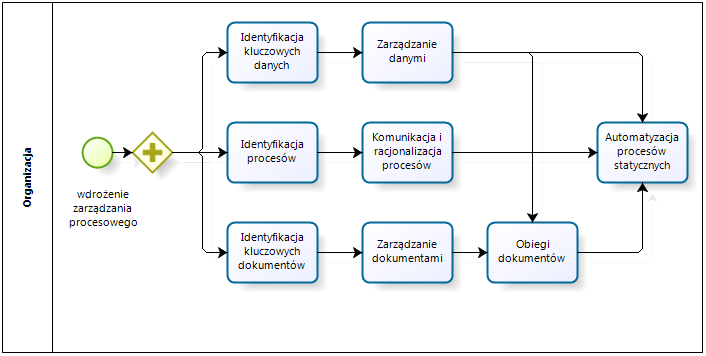 Organizacja
wdrożenie
zarządzania
procesowego
Identyfikacja
kluczowych
danych
Zarządzanie
danymi
Identyfikacja
procesów
Komunikacja i
racjonalizacja
procesów
Automatyzacja
procesów
statycznych
Identyfikacja
kluczowych
dokumentów
Zarządzanie
dokumentami
Obiegi
dokumentów